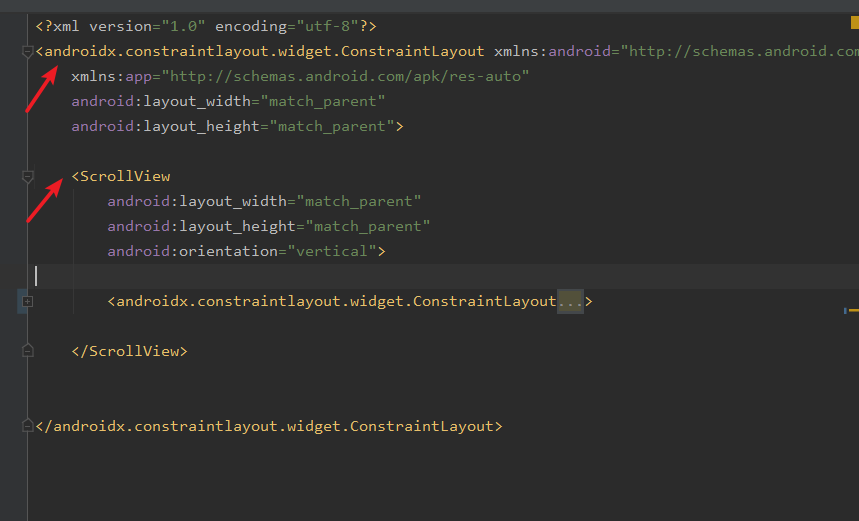 <?xml version="1.0" encoding="utf-8"?>
<androidx.constraintlayout.widget.ConstraintLayout xmlns:android="http://schemas.android.com
xmlns:app="http://schemas.android.com/apk/res-auto"
android:layout_width="match_parent"
android:layout_height="match_parent">
<ScrollView
android:layout_width="match_parent"
android:layout_height="match_parent"
android:orientation="vertical">
<androidx.constraintlayout.widget.ConstraintLayout...>
</ScrollView>
</androidx.constraintlayout.widget.ConstraintLayout>